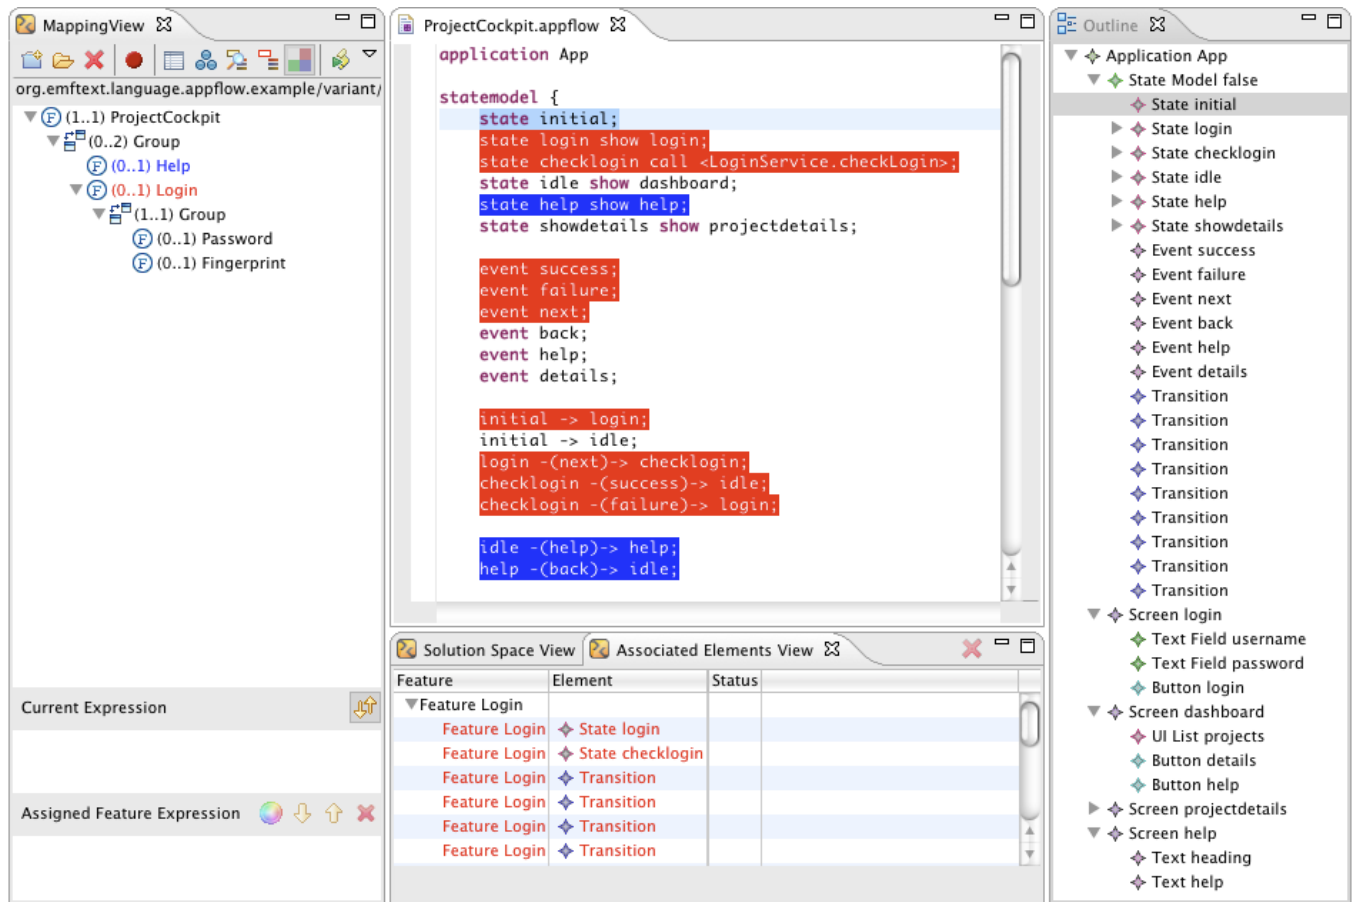 MappingView
org.emftext.language.appflow.example/variant/
(1..1) ProjectCockpit
(0..2) Group
(0..1) Help
(0..1) Login
(1..1) Group
(0..1) Password
(0..1) Fingerprint
Current Expression
Assigned Feature Expression
ProjectCockpit.appflow
application App
statemodel {
state initial;
state login show login;
state checklogin call <LoginService.checkLogin>;
state idle show dashboard;
state help show help;
state showdetails show projectdetails;
event success;
event failure;
event next;
event back;
event help;
event details;
initial -> login;
initial -> idle;
login -(next)-> checklogin;
checklogin -(success)-> idle;
checklogin -(failure)-> login;
idle -(help)-> help;
help -(back)-> idle;
Solution Space View Associated Elements View
Feature Element Status
Feature Login
Feature Login State login
Feature Login State checklogin
Feature Login Transition
Feature Login Transition
Feature Login Transition
Feature Login Transition
Outline
Application App
State Model false
State initial
State login
State checklogin
State idle
State help
State showdetails
Event success
Event failure
Event next
Event back
Event help
Event details
Transition
Transition
Transition
Transition
Transition
Transition
Transition
Transition
Transition
Screen login
Text Field username
Text Field password
Button login
Screen dashboard
UI List projects
Button details
Button help
Screen projectdetails
Screen help
Text heading
Text help